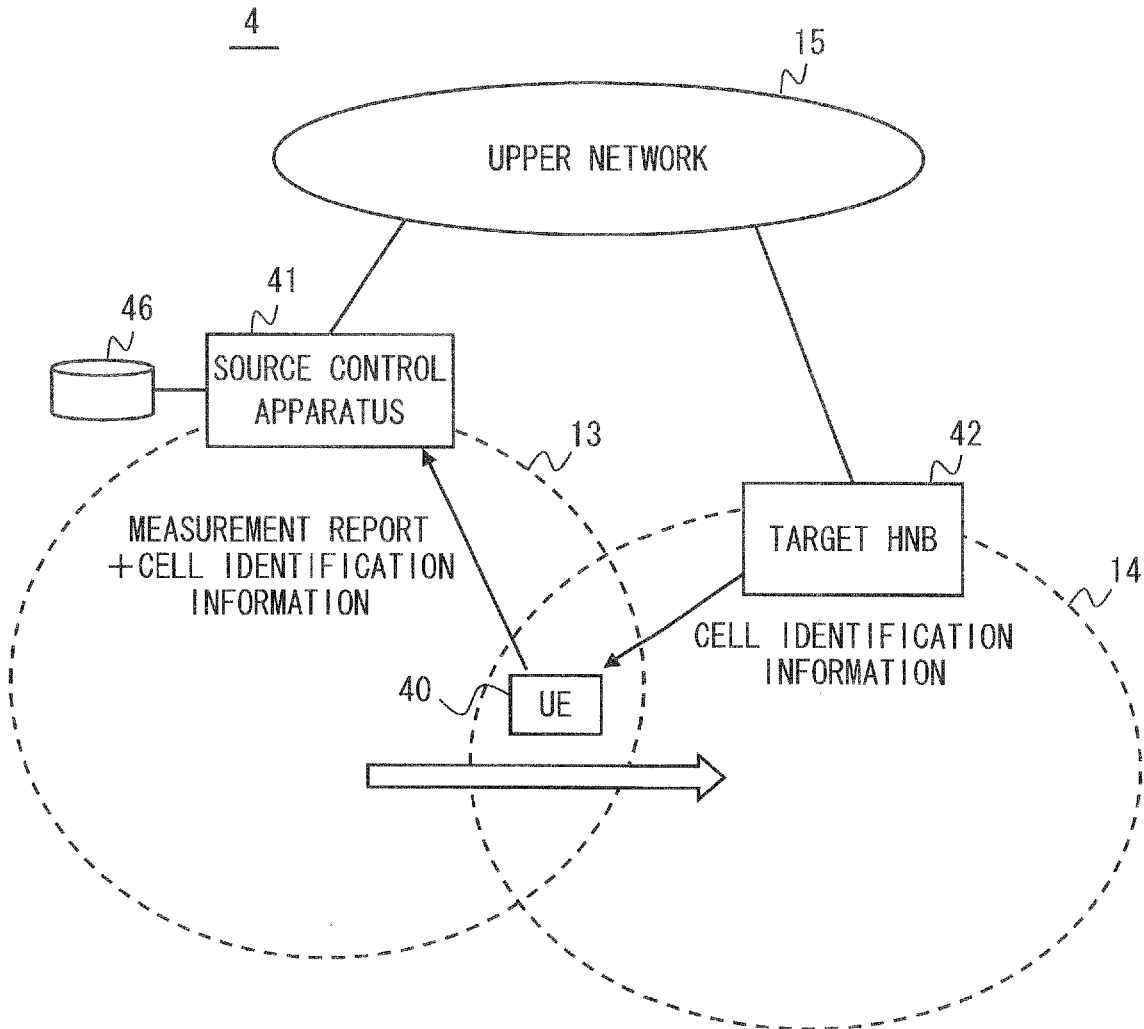 4
15
UPPER NETWORK
41
46
SOURCE CONTROL
APPARATUS
13
42
MEASUREMENT REPORT
+CELL IDENTIFICATION
INFORMATION
TARGET HNB
14
CELL IDENTIFICATION
INFORMATION
40
UE